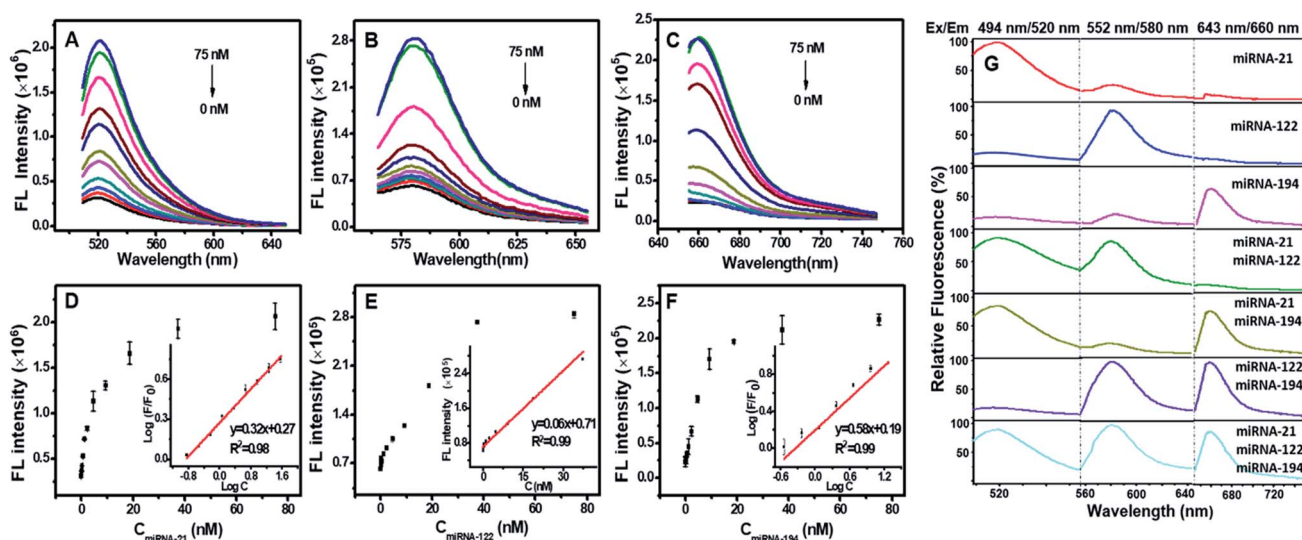 A
75 nM
0 nM
FL Intensity (×10⁶)
2.0
1.5
1.0
0.5
0.0
520 560 600 640
Wavelength(nm)
B
75 nM
0 nM
FL intensity (×10⁵)
2.7
1.8
0.9
0.0
575 600 625 650
Wavelength (nm)
C
75 nM
0 nM
FL intensity (×10⁵)
2.5
2.0
1.5
1.0
0.5
0.0
640 660 680 700 720 740 760
Wavelength (nm)
D
FL intensity (×10⁶)
2.0
1.5
1.0
0.5
0.0
0 20 40 60 80
C miRNA-21 (nM)
Log (F/F₀)
0.6
0.3
0.0
-0.8 0.0 0.8 1.6
Log C
y=0.32x+0.27
R²=0.98
E
FL intensity (×10⁵)
2.8
2.1
1.4
0.7
0 20 40 60 80
C miRNA-122 (nM)
FL intensity (×10⁵)
2.4
1.6
0.8
0 10 20 30 40
C (nM)
y=0.06x+0.71
R²=0.99
F
FL intensity (×10⁵)
2.5
2.0
1.5
1.0
0.5
0.0
0 20 40 60 80
C miRNA-194 (nM)
Log (F/F₀)
1.2
0.8
0.4
0.0
-0.6 0.0 0.6 1.2
Log C
y=0.58x+0.19
R²=0.99
Ex/Em 494 nm/520 nm 552 nm/580 nm 643 nm/660 nm
G
Relative Fluorescence (%)
100
50
miRNA-21
100
50
miRNA-122
100
50
miRNA-194
100
50
miRNA-21
miRNA-122
100
50
miRNA-21
miRNA-194
100
50
miRNA-122
miRNA-194
100
50
miRNA-21
miRNA-122
miRNA-194
520 560 600 640 660 700
Wavelength (nm)